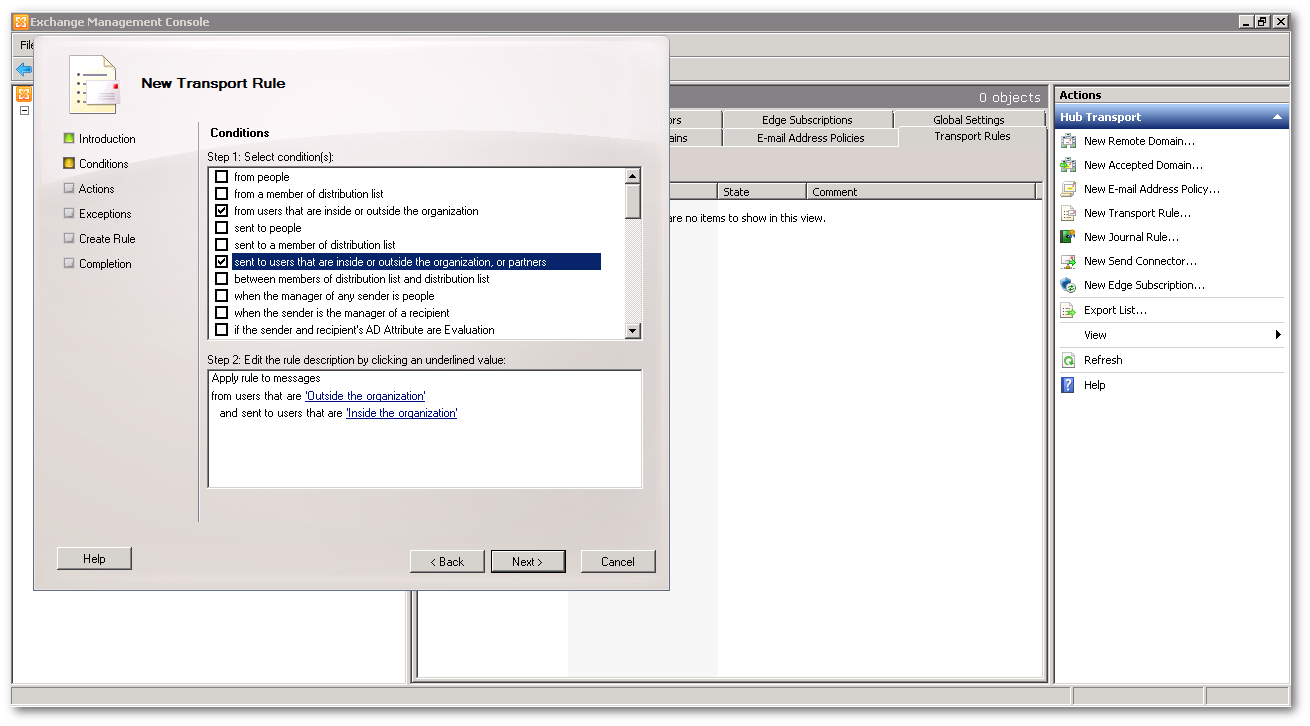 Exchange Management Console
File
New Transport Rule
Introduction
Conditions
Actions
Exceptions
Create Rule
Completion
Conditions
Step 1: Select condition(s):
from people
from a member of distribution list
from users that are inside or outside the organization
sent to people
sent to a member of distribution list
sent to users that are inside or outside the organization, or partners
between members of distribution list and distribution list
when the manager of any sender is people
when the sender is the manager of a recipient
if the sender and recipient's AD Attribute are Evaluation
Step 2: Edit the rule description by clicking an underlined value:
Apply rule to messages
from users that are 'Outside the organization'
and sent to users that are 'Inside the organization'
Help
< Back
Next >
Cancel
0 objects
ors
Edge Subscriptions
Global Settings
ains
E-mail Address Policies
Transport Rules
State
Comment
are no items to show in this view.
Actions
Hub Transport
New Remote Domain...
New Accepted Domain...
New E-mail Address Policy...
New Transport Rule...
New Journal Rule...
New Send Connector...
New Edge Subscription...
Export List...
View
Refresh
Help